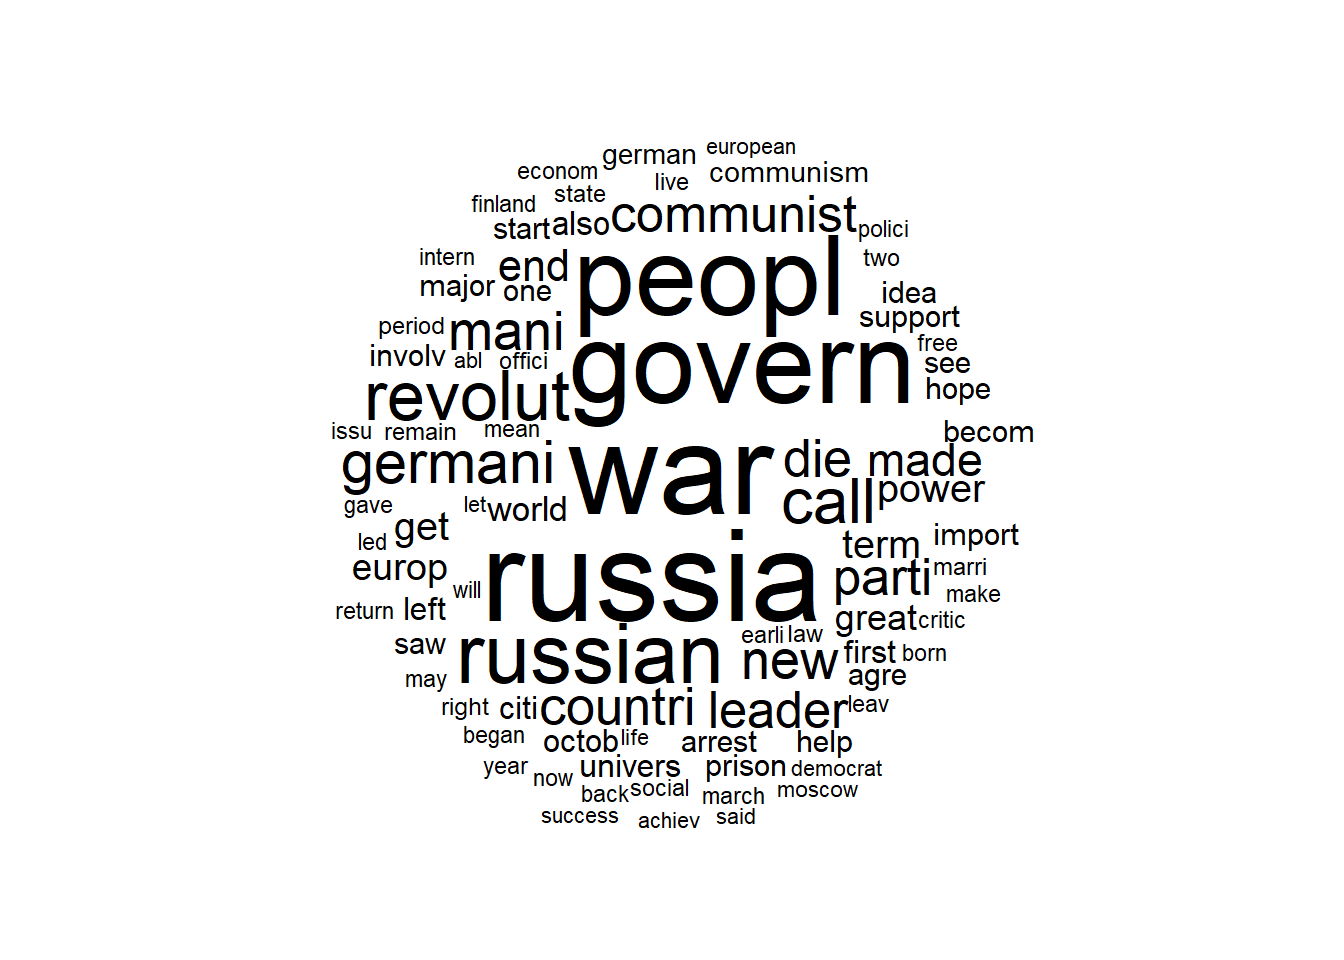 european
german
econom
communism
live
state
finland
communist
also
start
polici
intern
end
peopl
two
major
one
idea
support
period
mani
free
involv
abl
offici
govern
see
revolut
hope
issu
remain
mean
becom
germani
war
die
made
call
power
gave
let
world
get
led
term
import
europ
russia
parti
marri
will
make
return
left
great
critic
saw
russian
earli
law
new
first
born
may
agre
right
citi
countri
leader
leav
began
octob
life
arrest
help
year
now
univers
prison
democrat
back
social
march
moscow
success
achiev
said